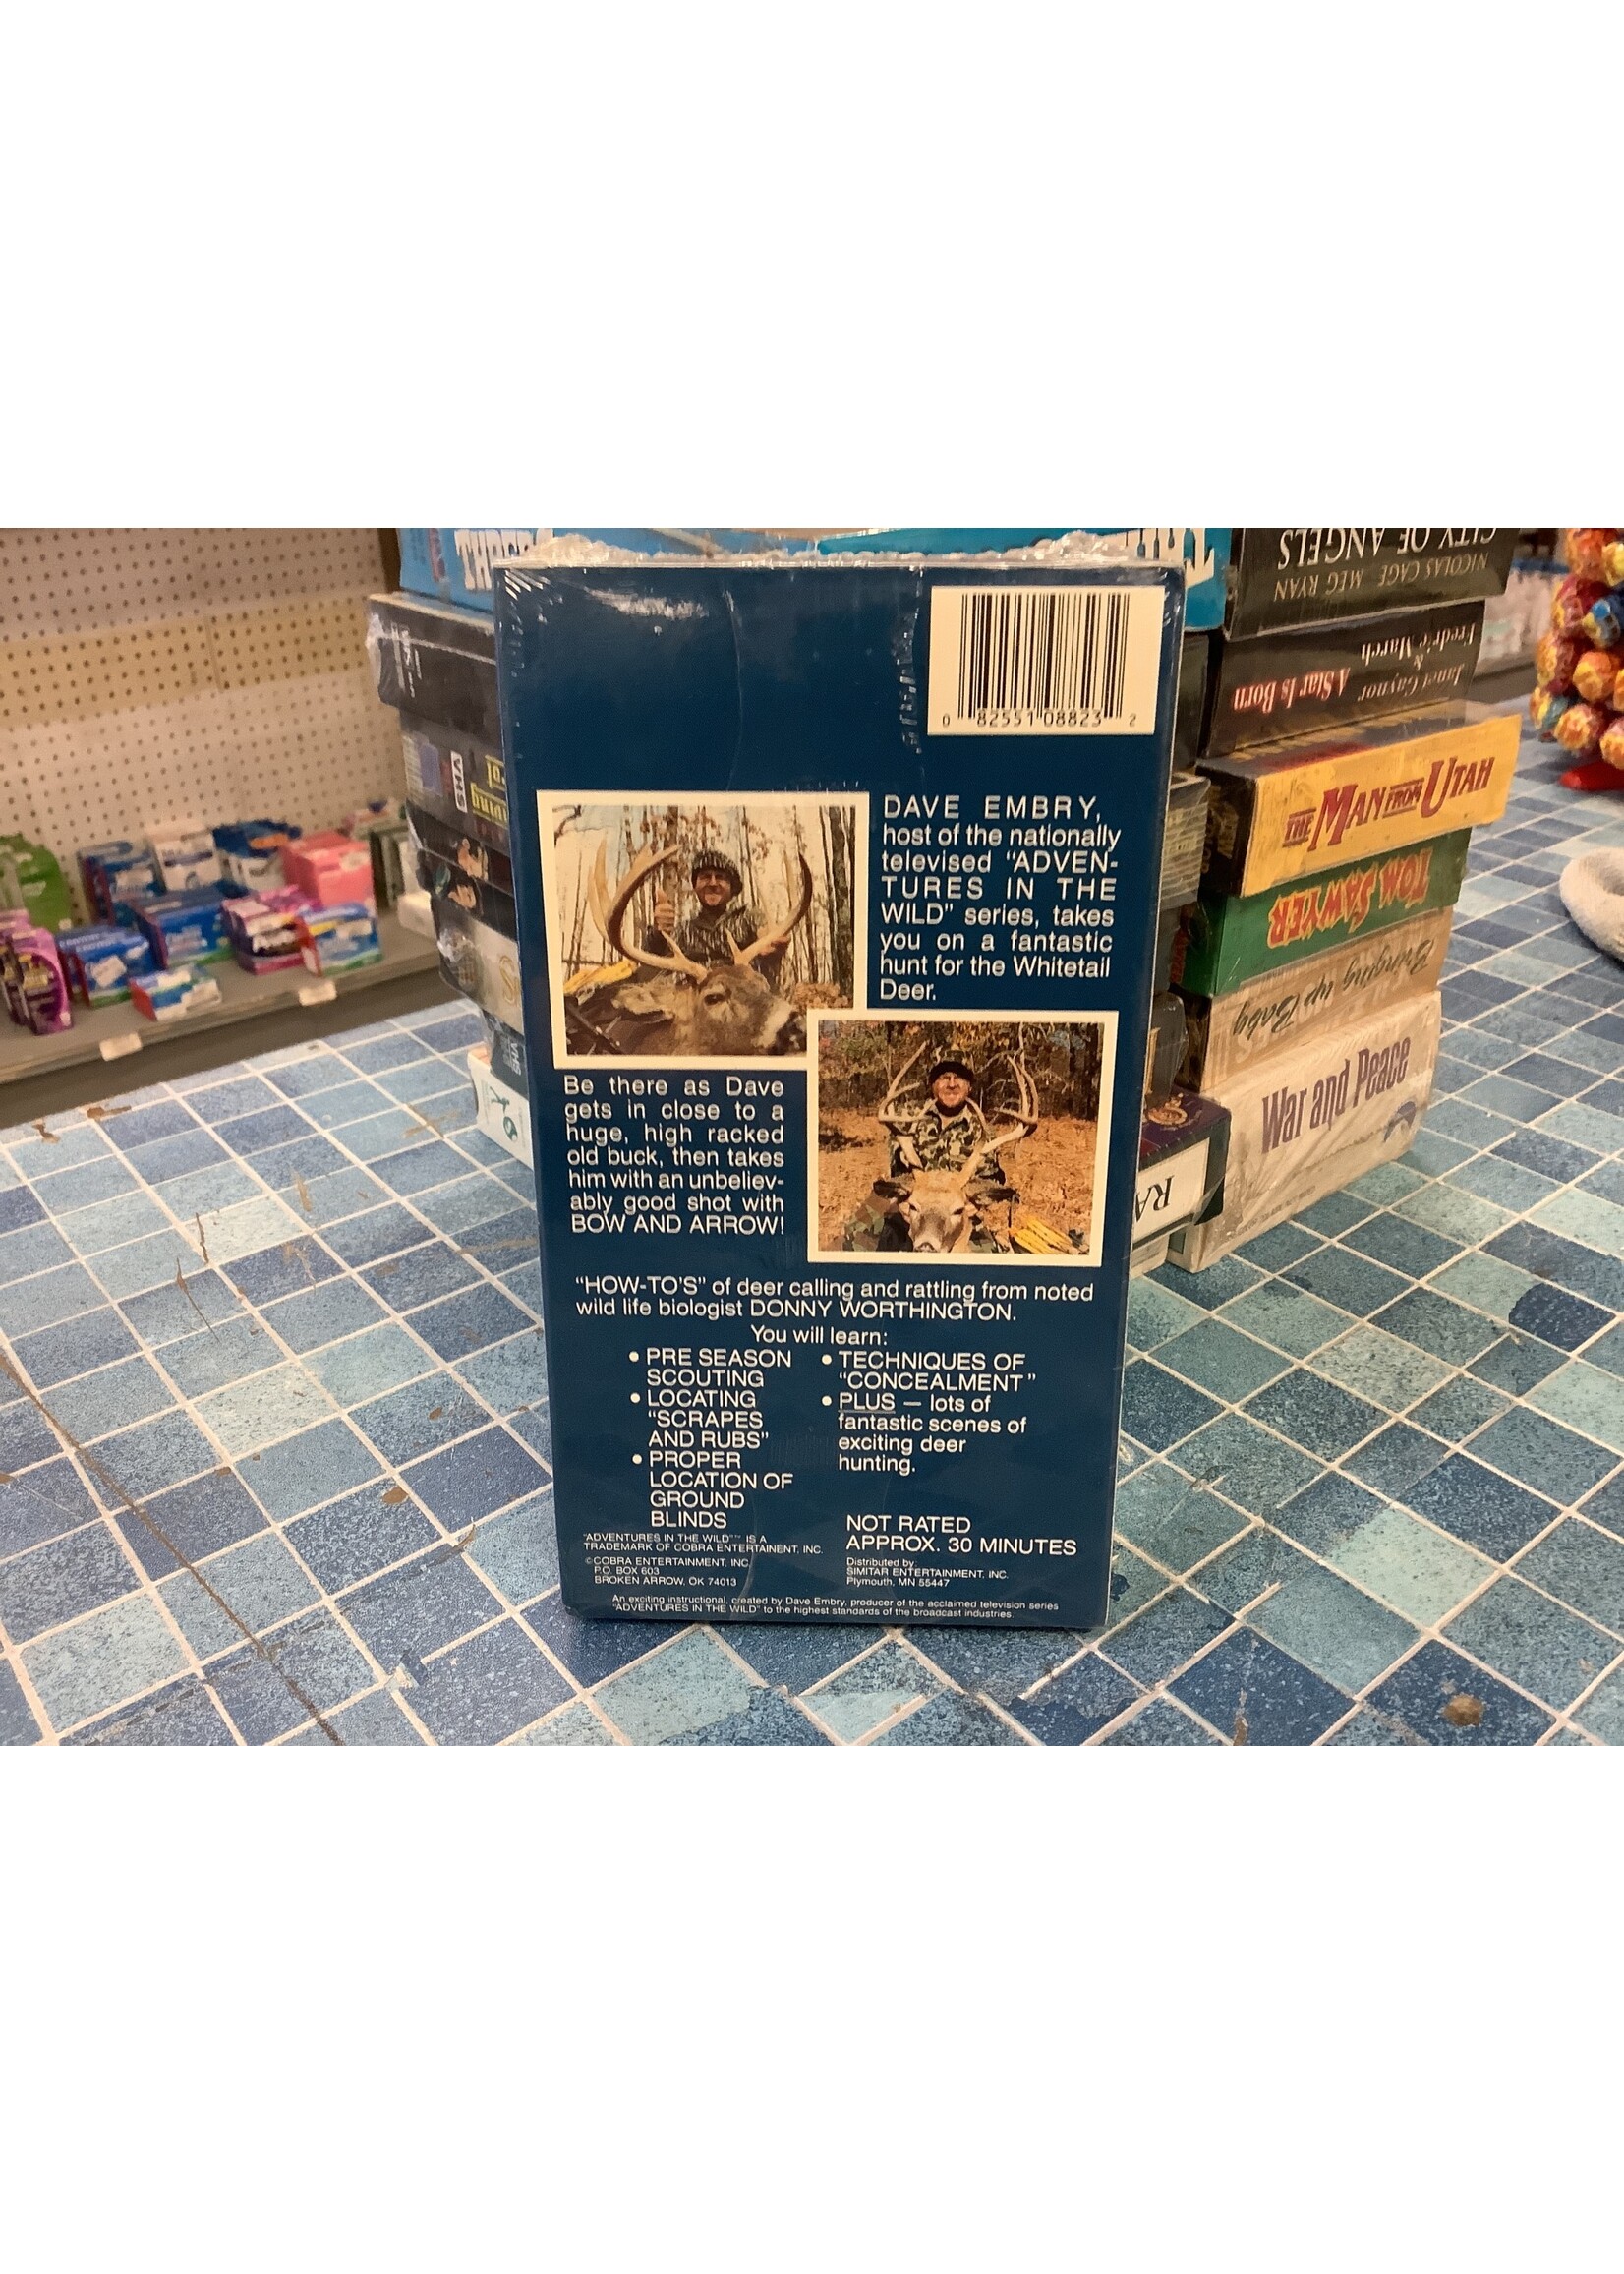 CITY OF ANGELS
NICOLAS CAGE MEG RYAN
Janet Gaynor
&
Fredric March
A Star Is Born
THE MAN FROM UTAH
TOM SAWYER
Bringing up Baby
War and Peace
RA
VHS
VHS
0 82551 08823 2
DAVE EMBRY,
host of the nationally
televised "ADVEN-
TURES IN THE
WILD" series, takes
you on a fantastic
hunt for the Whitetail
Deer.
Be there as Dave
gets in close to a
huge, high racked
old buck, then takes
him with an unbeliev-
ably good shot with
BOW AND ARROW!
"HOW-TO'S" of deer calling and rattling from noted
wild life biologist DONNY WORTHINGTON.
You will learn:
• PRE SEASON
SCOUTING
• LOCATING
"SCRAPES
AND RUBS"
• PROPER
LOCATION OF
GROUND
BLINDS
• TECHNIQUES OF
"CONCEALMENT"
• PLUS — lots of
fantastic scenes of
exciting deer
hunting.
NOT RATED
APPROX. 30 MINUTES
"ADVENTURES IN THE WILD"™ IS A
TRADEMARK OF COBRA ENTERTAINENT, INC.
©COBRA ENTERTAINMENT, INC.
P.O. BOX 603
BROKEN ARROW, OK 74013
Distributed by:
SIMITAR ENTERTAINMENT, INC.
Plymouth, MN 55447
An exciting instructional, created by Dave Embry, producer of the acclaimed television series
"ADVENTURES IN THE WILD" to the highest standards of the broadcast industries.